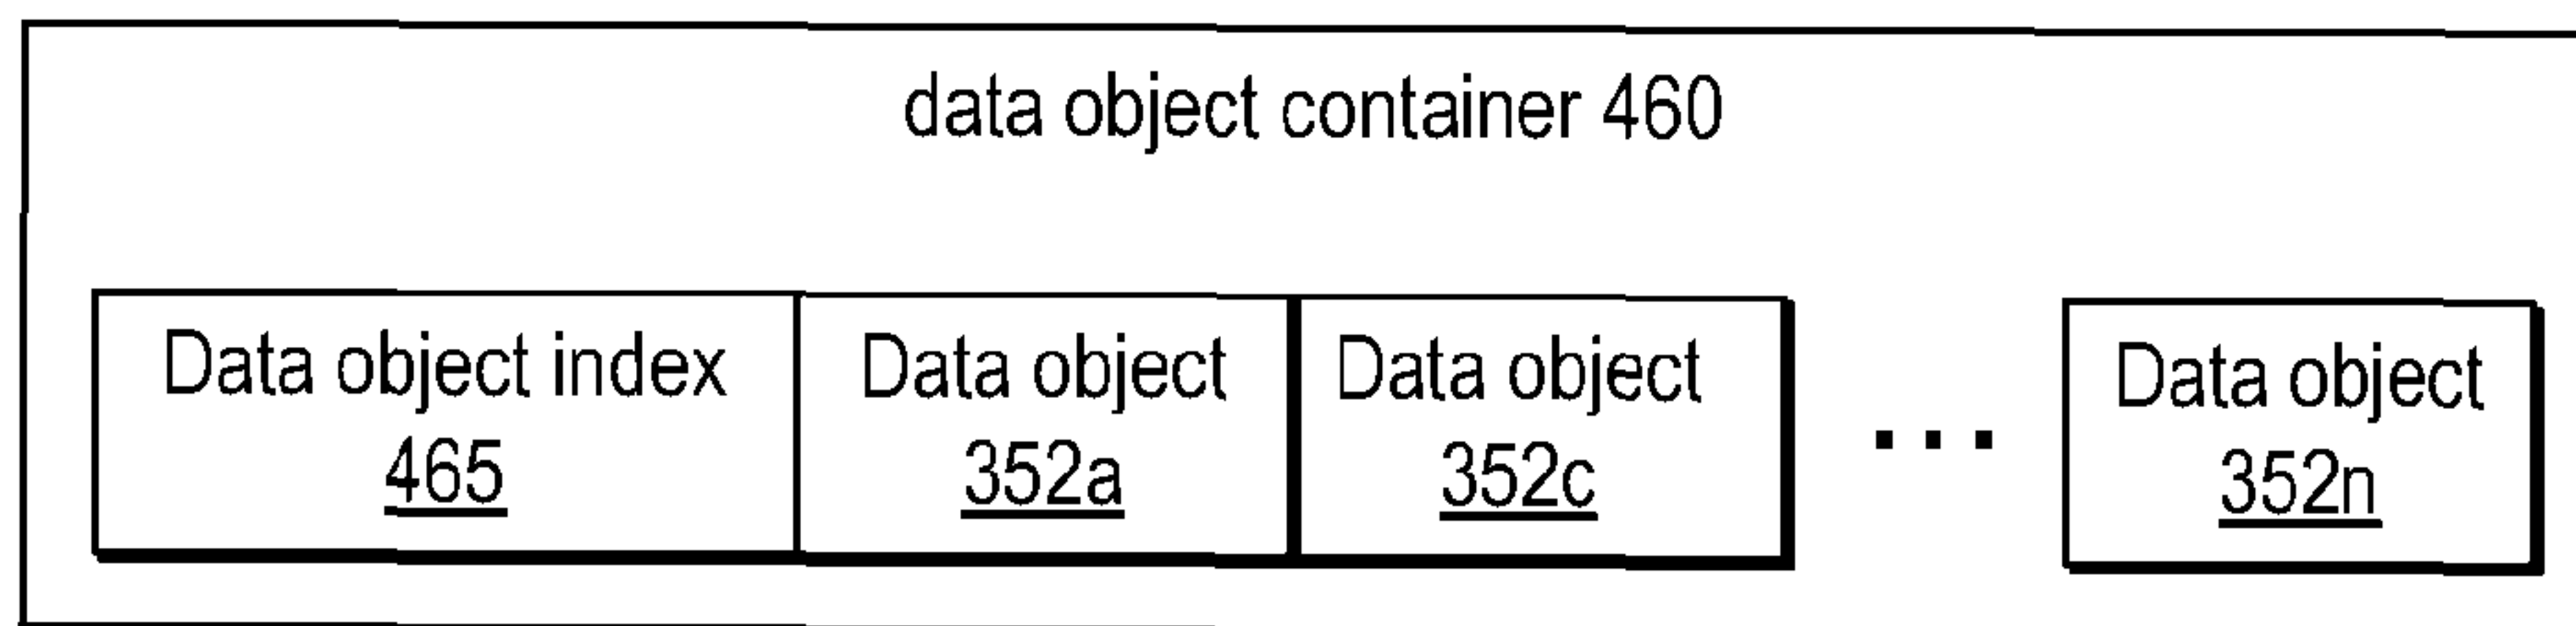 data object container 460
Data object index
465
Data object
352a
Data object
352c
...
Data object
352n